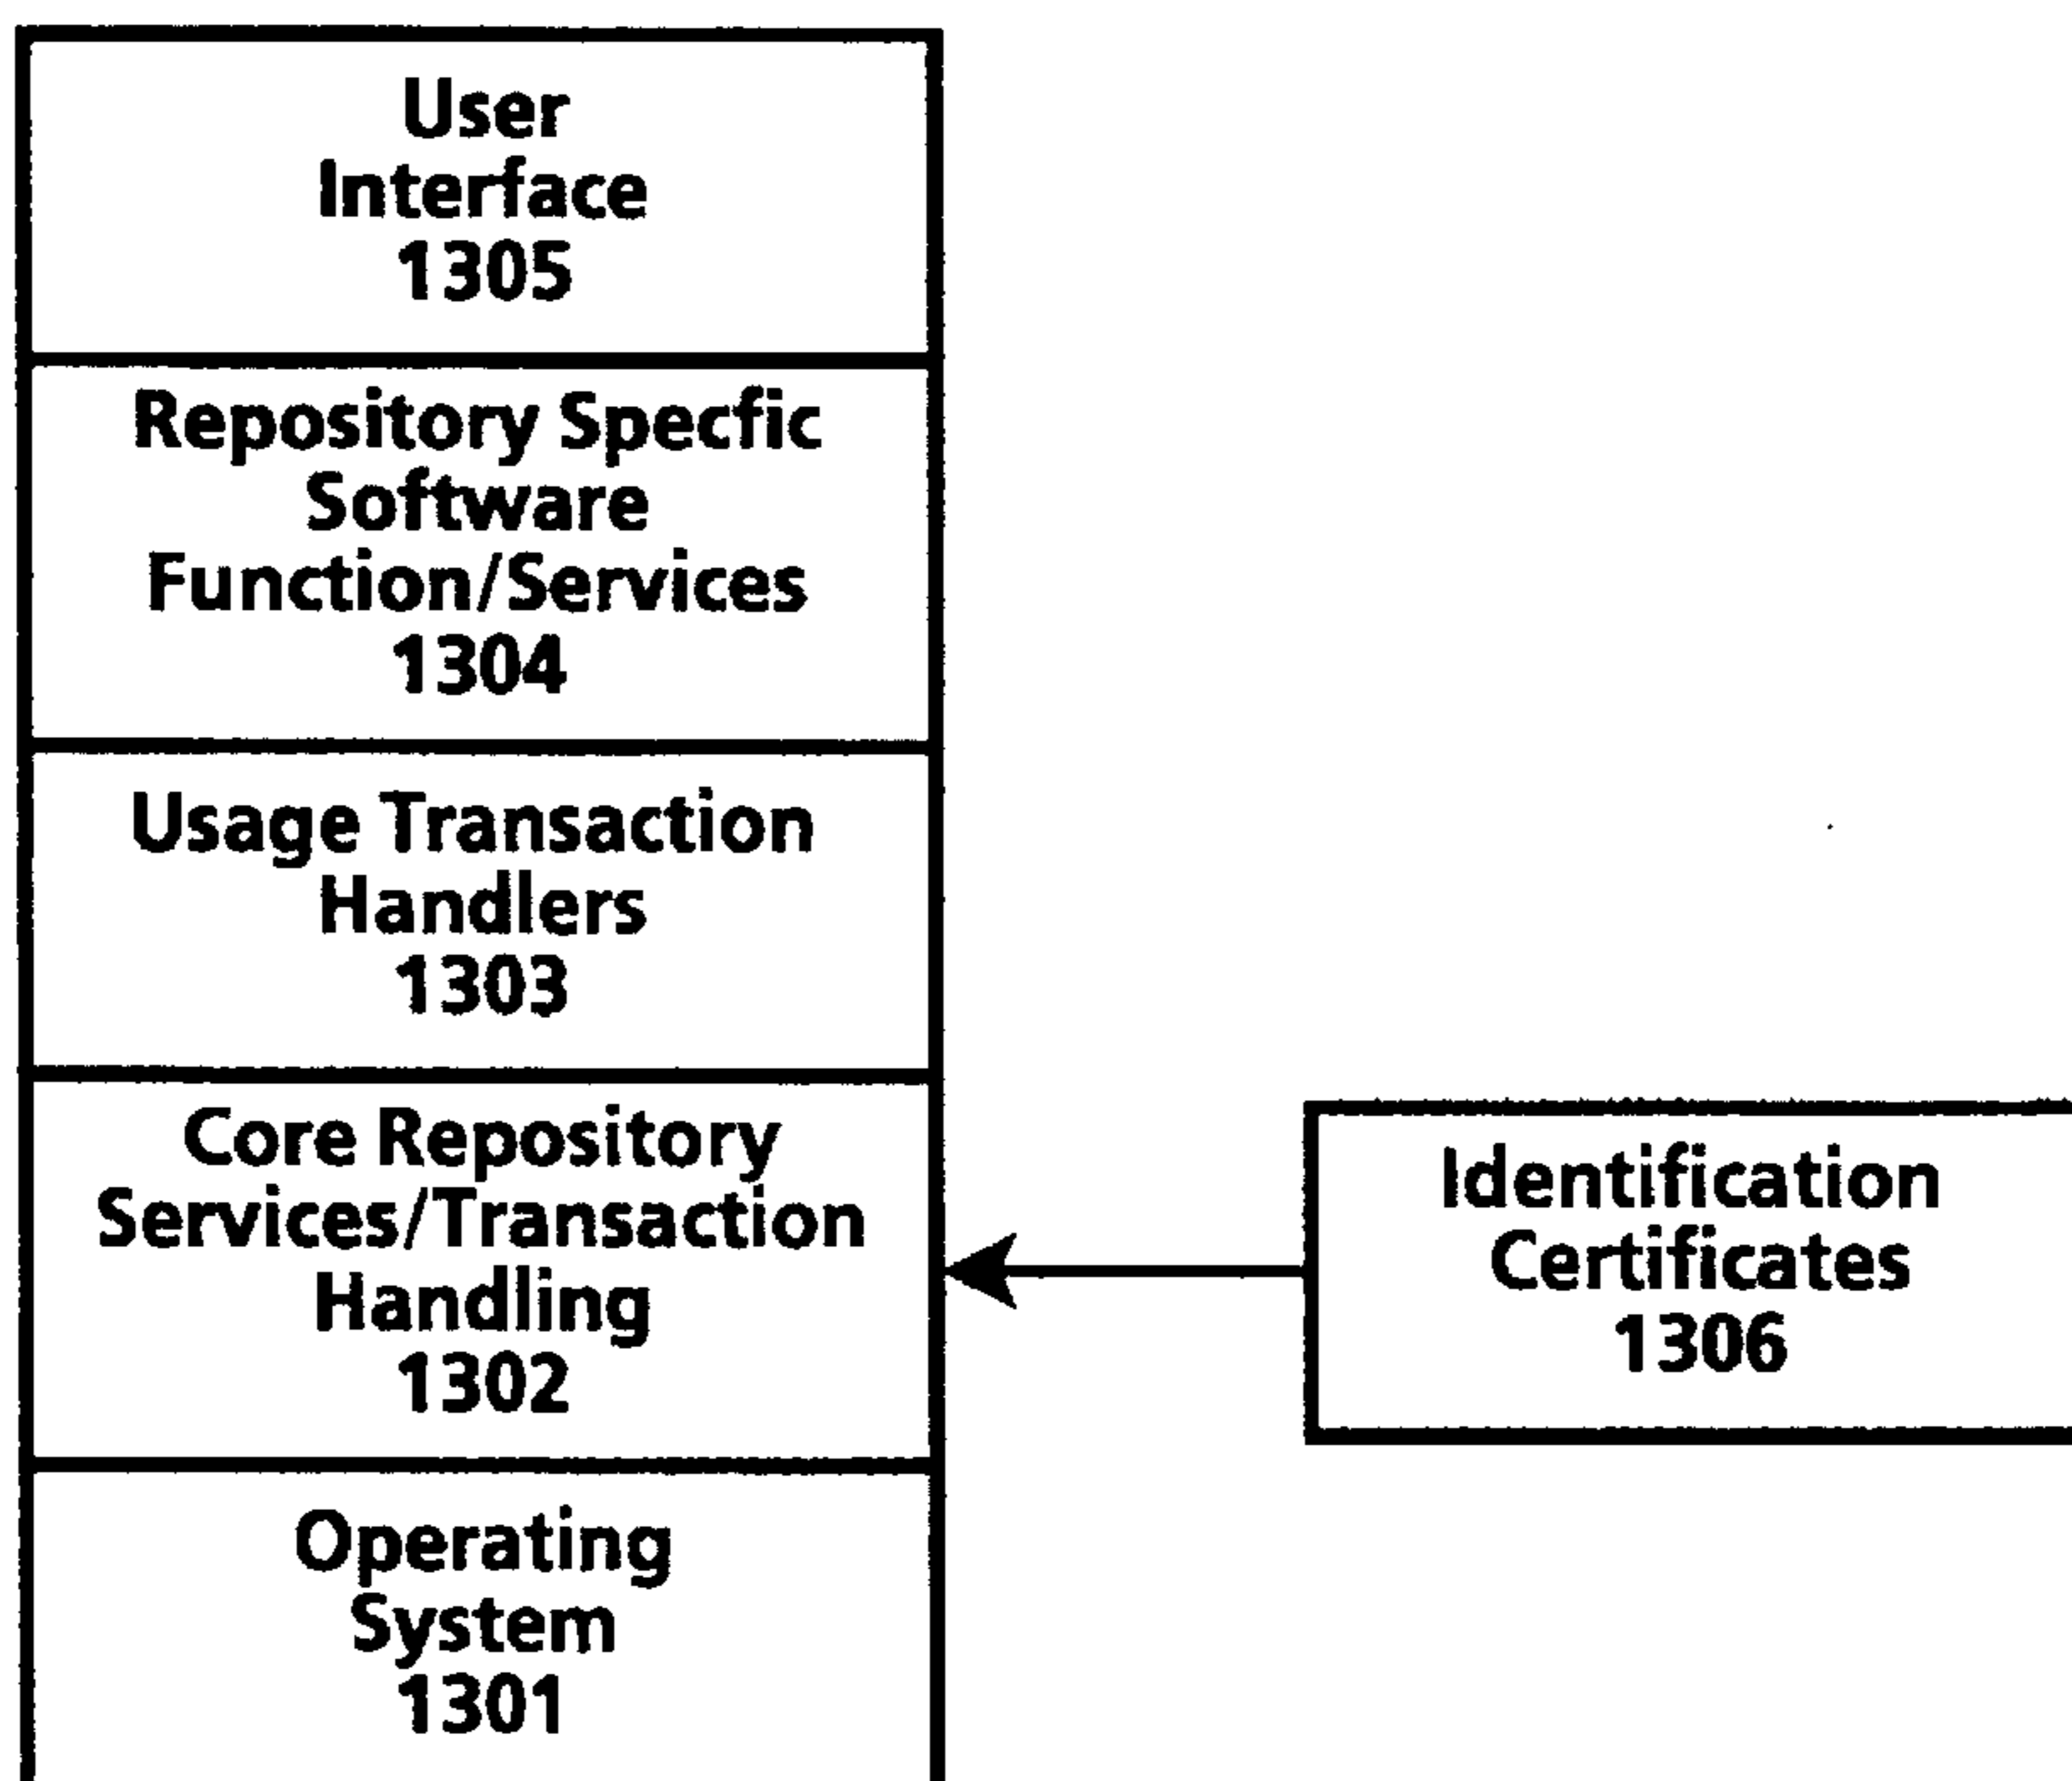 User
Interface
1305
Repository Specfic
Software
Function/Services
1304
Usage Transaction
Handlers
1303
Core Repository
Services/Transaction
Handling
1302
Identification
Certificates
1306
Operating
System
1301